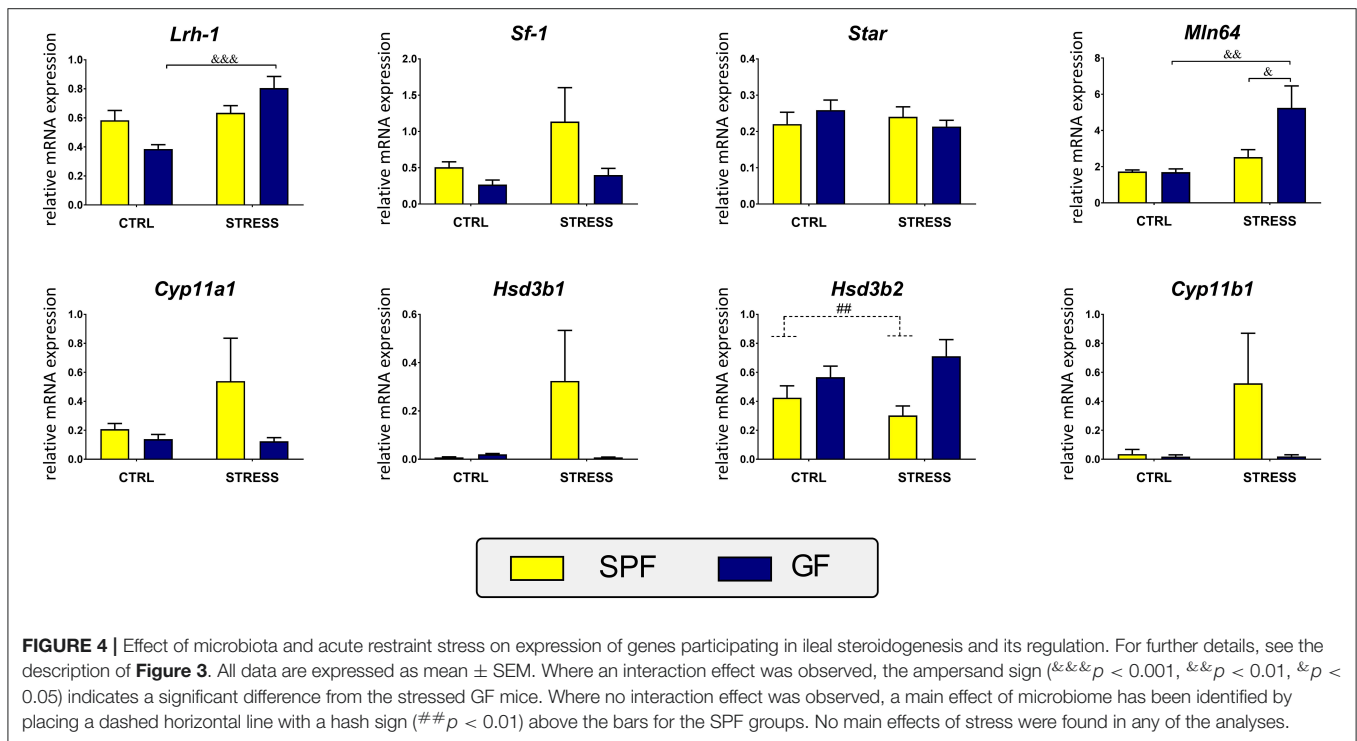 Lrh-1
relative mRNA expression
1.0
0.8
0.6
0.4
0.2
0.0
&&&
CTRL
STRESS
Sf-1
relative mRNA expression
2.0
1.5
1.0
0.5
0.0
CTRL
STRESS
Star
relative mRNA expression
0.4
0.3
0.2
0.1
0.0
CTRL
STRESS
Mln64
relative mRNA expression
8
6
4
2
0
&&
&
CTRL
STRESS
Cyp11a1
relative mRNA expression
1.0
0.8
0.6
0.4
0.2
0.0
CTRL
STRESS
Hsd3b1
relative mRNA expression
0.6
0.4
0.2
0.0
CTRL
STRESS
Hsd3b2
relative mRNA expression
1.0
0.8
0.6
0.4
0.2
0.0
##
CTRL
STRESS
Cyp11b1
relative mRNA expression
1.0
0.8
0.6
0.4
0.2
0.0
CTRL
STRESS
SPF
GF
FIGURE 4 | Effect of microbiota and acute restraint stress on expression of genes participating in ileal steroidogenesis and its regulation. For further details, see the
description of Figure 3. All data are expressed as mean ± SEM. Where an interaction effect was observed, the ampersand sign (&&&p < 0.001, &&p < 0.01, &p <
0.05) indicates a significant difference from the stressed GF mice. Where no interaction effect was observed, a main effect of microbiome has been identified by
placing a dashed horizontal line with a hash sign (##p < 0.01) above the bars for the SPF groups. No main effects of stress were found in any of the analyses.